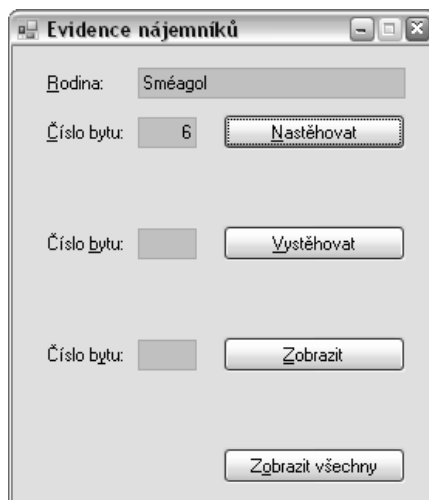 Evidence nájemníků
Rodina: Sméagol
Číslo bytu: 6 Nastěhovat
Číslo bytu: Vystěhovat
Číslo bytu: Zobrazit
Zobrazit všechny